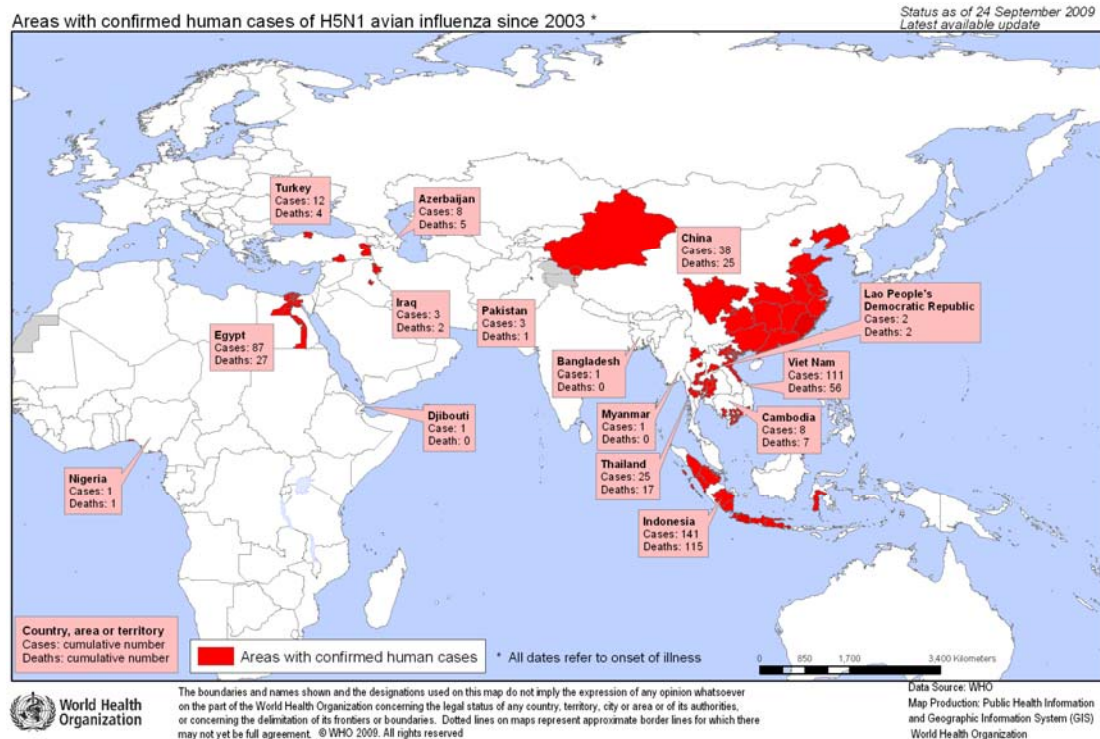 Areas with confirmed human cases of H5N1 avian influenza since 2003 *
Status as of 24 September 2009
Latest available update
Turkey
Cases: 12
Deaths: 4
Azerbaijan
Cases: 8
Deaths: 5
China
Cases: 38
Deaths: 25
Lao People's
Democratic Republic
Cases: 2
Deaths: 2
Iraq
Cases: 3
Deaths: 2
Pakistan
Cases: 3
Deaths: 1
Egypt
Cases: 87
Deaths: 27
Bangladesh
Cases: 1
Deaths: 0
Viet Nam
Cases: 111
Deaths: 56
Djibouti
Case: 1
Death: 0
Myanmar
Cases: 1
Deaths: 0
Cambodia
Cases: 8
Deaths: 7
Nigeria
Cases: 1
Deaths: 1
Thailand
Cases: 25
Deaths: 17
Indonesia
Cases: 141
Deaths: 115
Country, area or territory
Cases: cumulative number
Deaths: cumulative number
Areas with confirmed human cases
* All dates refer to onset of illness
0 850 1,700 3,400 Kilometers
World Health
Organization
The boundaries and names shown and the designations used on this map do not imply the expression of any opinion whatsoever
on the part of the World Health Organization concerning the legal status of any country, territory, city or area or of its authorities,
or concerning the delimitation of its frontiers or boundaries. Dotted lines on maps represent approximate border lines for which there
may not yet be full agreement. © WHO 2009. All rights reserved
Data Source: WHO
Map Production: Public Health Information
and Geographic Information System (GIS)
World Health Organization